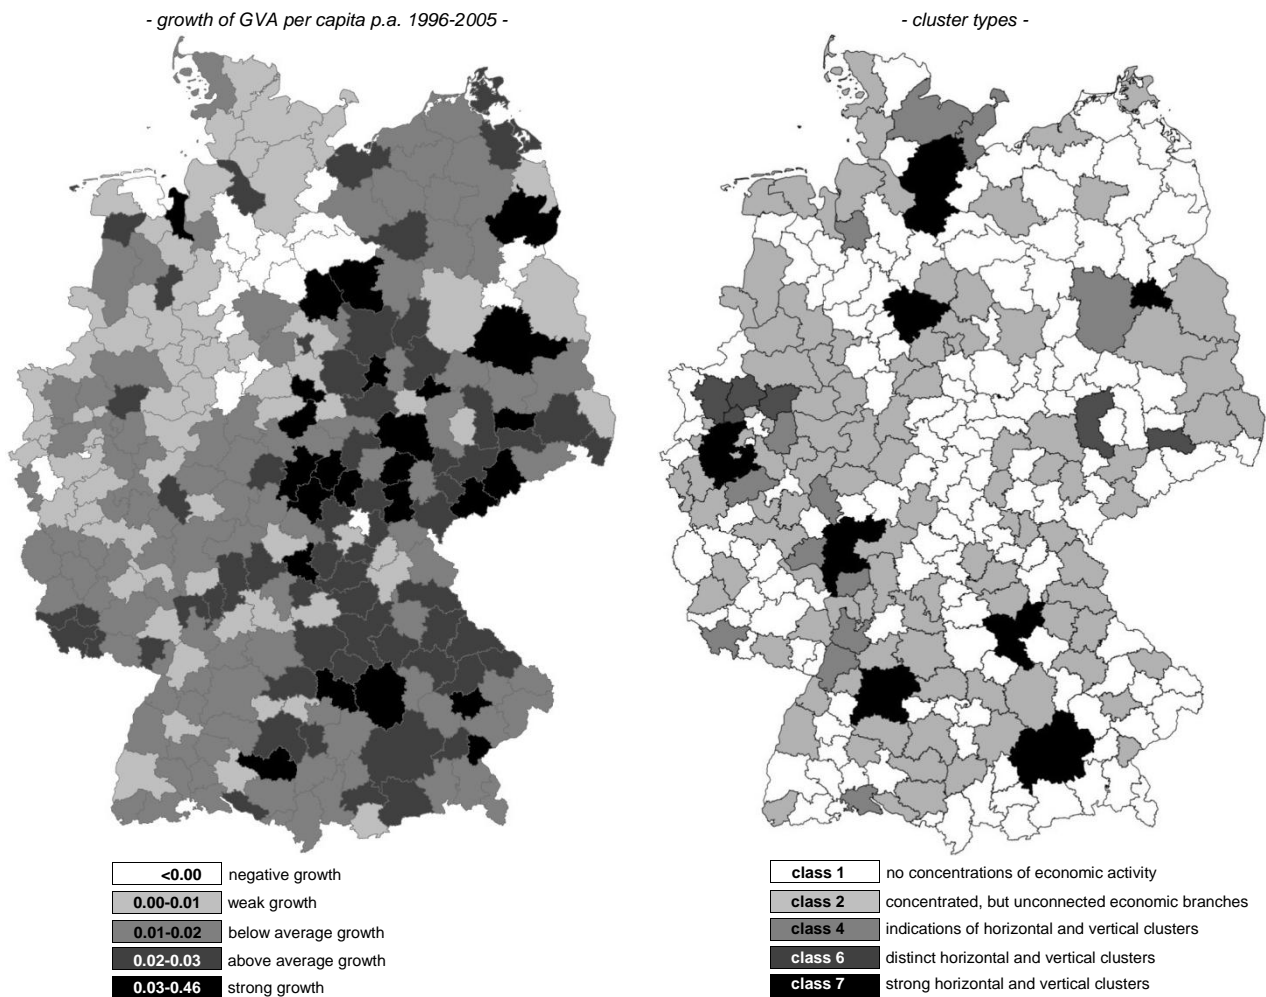 - growth of GVA per capita p.a. 1996-2005 -
<0.00 negative growth
0.00-0.01 weak growth
0.01-0.02 below average growth
0.02-0.03 above average growth
0.03-0.46 strong growth
- cluster types -
class 1 no concentrations of economic activity
class 2 concentrated, but unconnected economic branches
class 4 indications of horizontal and vertical clusters
class 6 distinct horizontal and vertical clusters
class 7 strong horizontal and vertical clusters